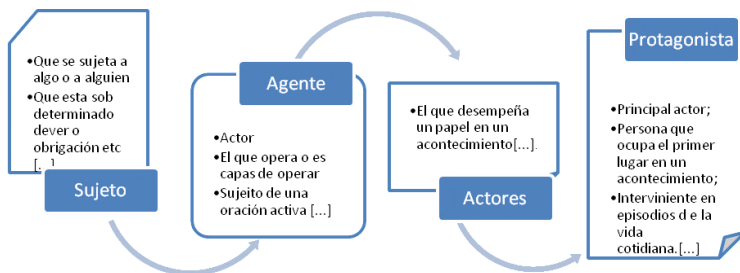 •Que se sujeta a
algo o a alguien
•Que esta sob
determinado
dever o
obrigación etc
[...]
Sujeto
Agente
•Actor
•El que opera o es
capas de operar
•Sujeito de una
oración activa [...]
•El que desempeña
un papel en un
acontecimiento[...].
Actores
Protagonista
•Principal actor;
•Persona que
ocupa el primer
lugar en un
acontecimiento;
•Interviniente en
episodios d e la
vida
cotidiana.[...]